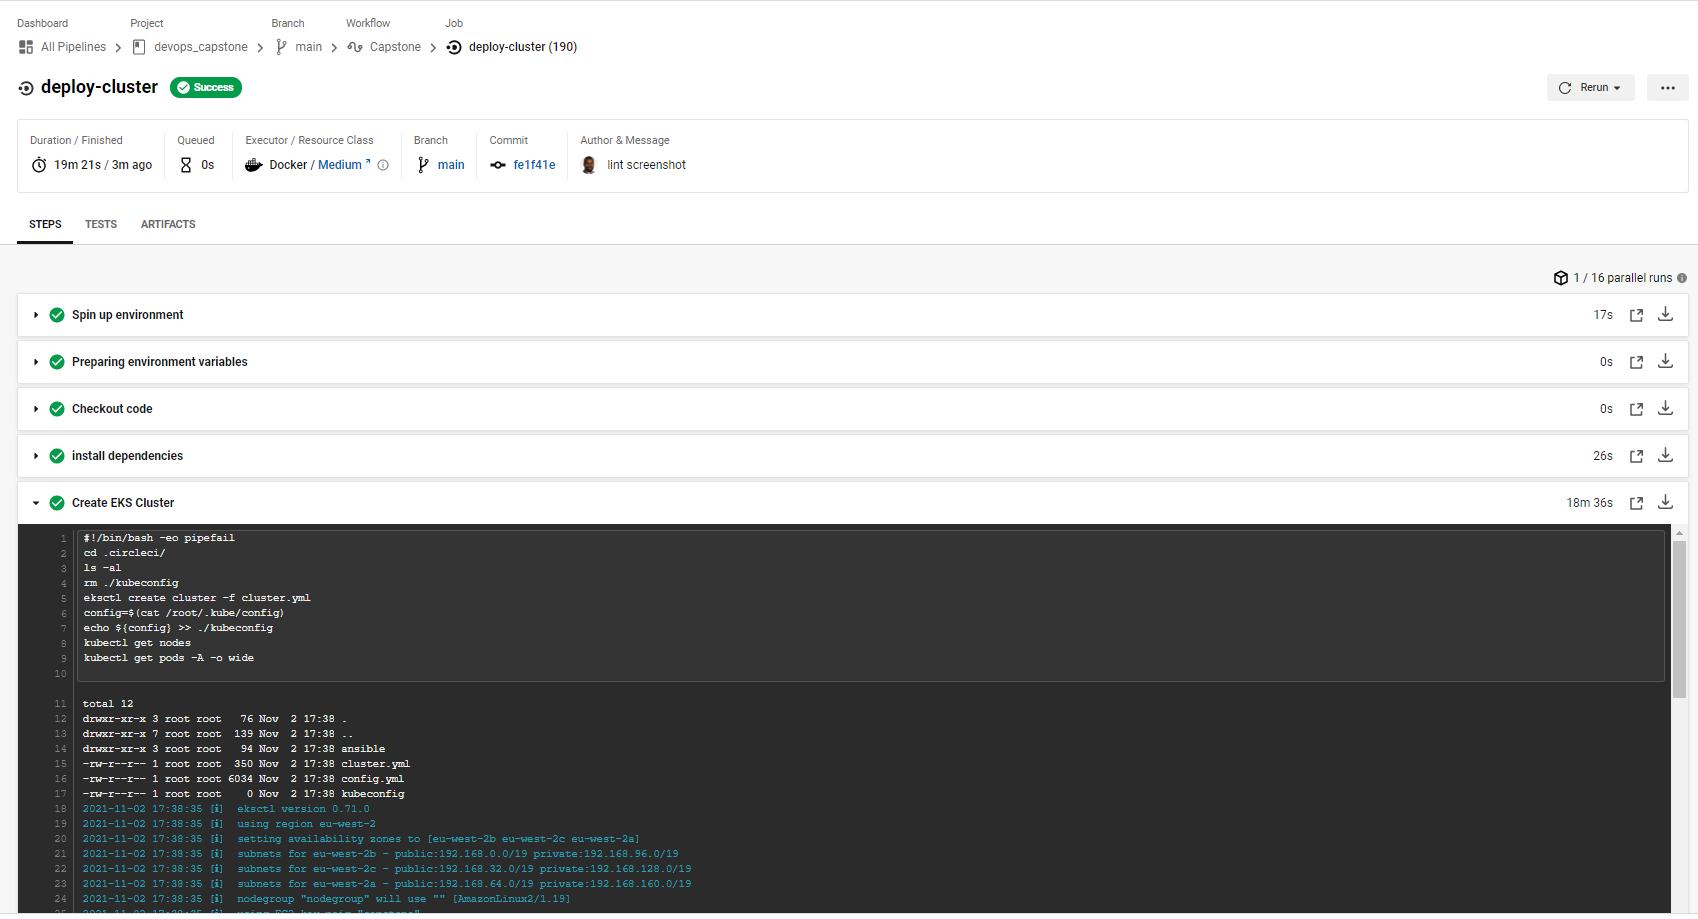 Dashboard Project Branch Workflow Job
All Pipelines devops_capstone main Capstone deploy-cluster (190)
deploy-cluster Success Rerun
Duration / Finished Queued Executor / Resource Class Branch Commit Author & Message
19m 21s / 3m ago 0s Docker / Medium main fe1f41e lint screenshot
STEPS TESTS ARTIFACTS
1 / 16 parallel runs
Spin up environment 17s
Preparing environment variables 0s
Checkout code 0s
install dependencies 26s
Create EKS Cluster 18m 36s
1 #!/bin/bash -eo pipefail
2 cd .circleci/
3 ls -al
4 rm ./kubeconfig
5 eksctl create cluster -f cluster.yml
6 config=$(cat /root/.kube/config)
7 echo ${config} >> ./kubeconfig
8 kubectl get nodes
9 kubectl get pods -A -o wide
10
11 total 12
12 drwxr-xr-x 3 root root 76 Nov 2 17:38 .
13 drwxr-xr-x 7 root root 139 Nov 2 17:38 ..
14 drwxr-xr-x 3 root root 94 Nov 2 17:38 ansible
15 -rw-r--r-- 1 root root 350 Nov 2 17:38 cluster.yml
16 -rw-r--r-- 1 root root 6034 Nov 2 17:38 config.yml
17 -rw-r--r-- 1 root root 0 Nov 2 17:38 kubeconfig
18 2021-11-02 17:38:35 [ℹ] eksctl version 0.71.0
19 2021-11-02 17:38:35 [ℹ] using region eu-west-2
20 2021-11-02 17:38:35 [ℹ] setting availability zones to [eu-west-2b eu-west-2c eu-west-2a]
21 2021-11-02 17:38:35 [ℹ] subnets for eu-west-2b - public:192.168.0.0/19 private:192.168.96.0/19
22 2021-11-02 17:38:35 [ℹ] subnets for eu-west-2c - public:192.168.32.0/19 private:192.168.128.0/19
23 2021-11-02 17:38:35 [ℹ] subnets for eu-west-2a - public:192.168.64.0/19 private:192.168.160.0/19
24 2021-11-02 17:38:35 [ℹ] nodegroup "nodegroup" will use "" [AmazonLinux2/1.19]
25 2021-11-02 17:38:35 [ℹ] using EC2 key pair "capstone"